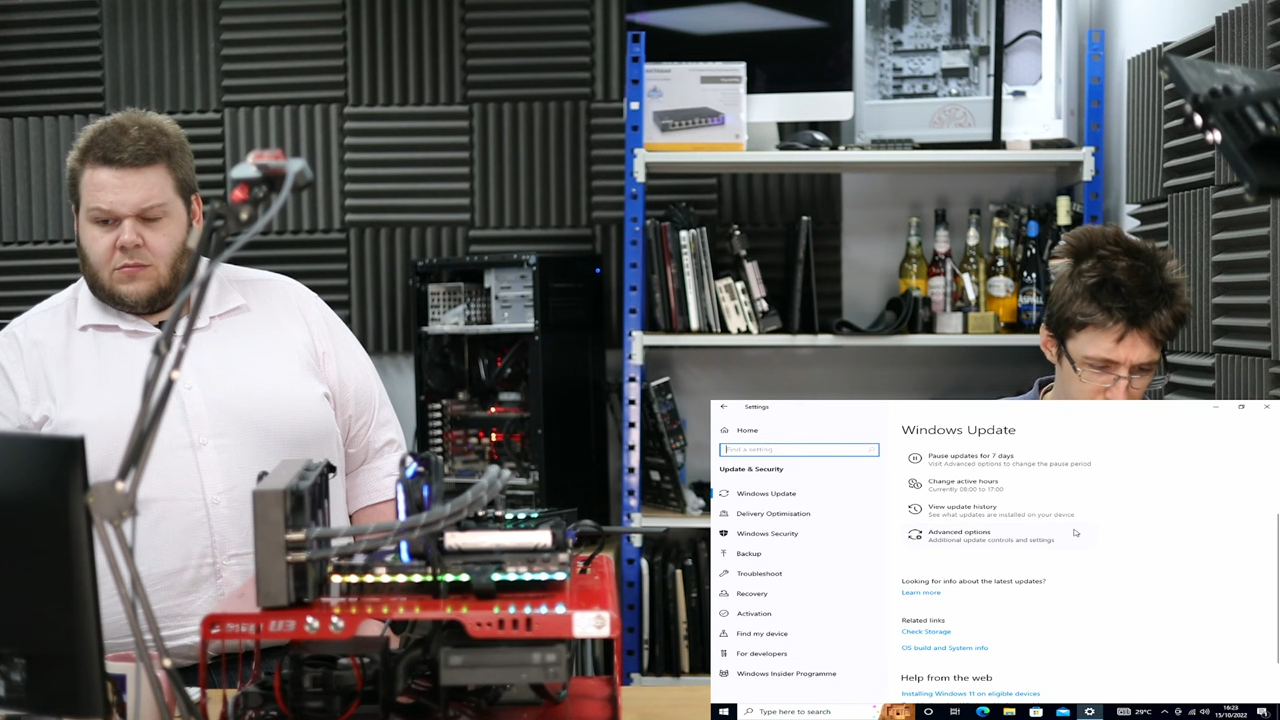 NETGEAR
ASPALL
U3
Settings
Home
Find a setting
Update & Security
Windows Update
Delivery Optimisation
Windows Security
Backup
Troubleshoot
Recovery
Activation
Find my device
For developers
Windows Insider Programme
Windows Update
Pause updates for 7 days
Visit Advanced options to change the pause period
Change active hours
Currently 08:00 to 17:00
View update history
See what updates are installed on your device
Advanced options
Additional update controls and settings
Looking for info about the latest updates?
Learn more
Related links
Check Storage
OS build and System info
Help from the web
Installing Windows 11 on eligible devices
Type here to search
29°C
16:23
15/10/2022